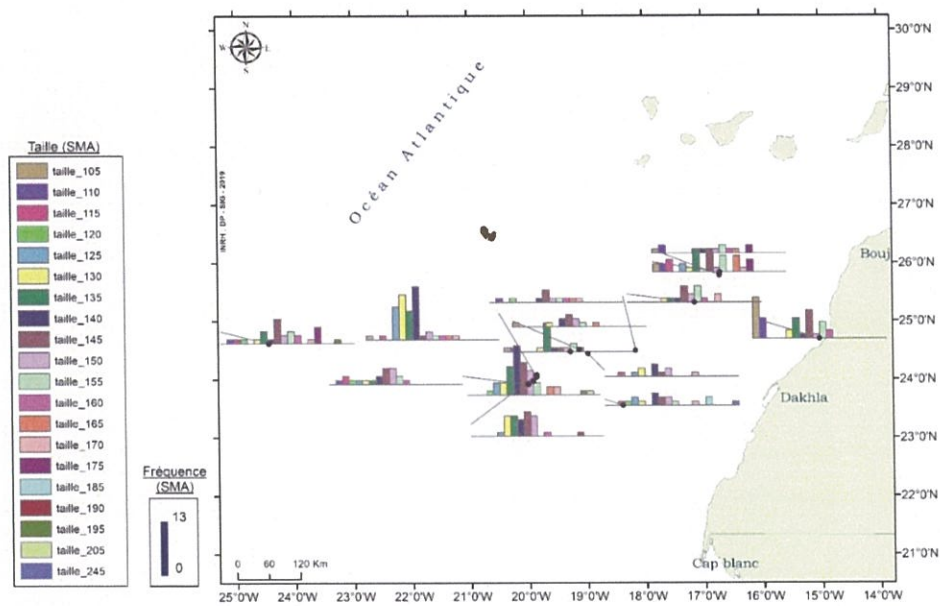 Taille (SMA)
taille_105
taille_110
taille_115
taille_120
taille_125
taille_130
taille_135
taille_140
taille_145
taille_150
taille_155
taille_160
taille_165
taille_170
taille_175
taille_185
taille_190
taille_195
taille_205
taille_245
Fréquence
(SMA)
13
0
N
W E
S
INRH - DP - SIG - 2019
Océan Atlantique
Bouj
Dakhla
Cap blanc
0 60 120 Km
30°0'N
29°0'N
28°0'N
27°0'N
26°0'N
25°0'N
24°0'N
23°0'N
22°0'N
21°0'N
25°0'W 24°0'W 23°0'W 22°0'W 21°0'W 20°0'W 19°0'W 18°0'W 17°0'W 16°0'W 15°0'W 14°0'W